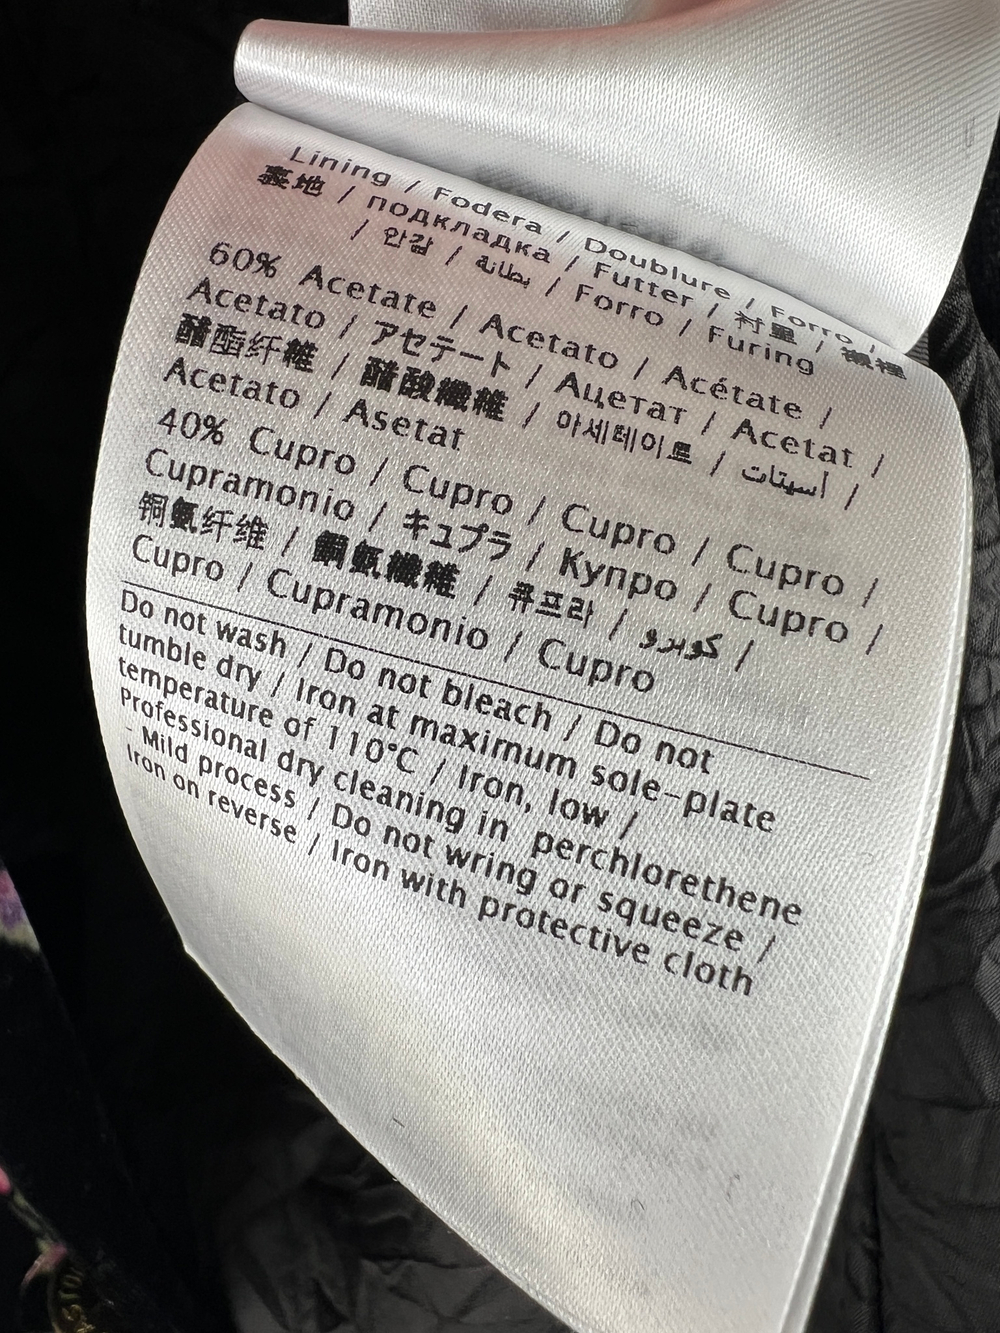 Lining / Fodera / Doublure / Forro /
裏地 / подкладка / Futter / 衬里 / 襯裡
/ 안감 / بطانة / Forro / Furing
60% Acetate / Acetato / Acétate /
Acetato / アセテート / Ацетат / Acetat /
醋酯纤维 / 醋酸纖維 / 아세테이트 / أسيتات /
Acetato / Asetat
40% Cupro / Cupro / Cupro / Cupro /
Cupramonio / キュプラ / Купро / Cupro /
铜氨纤维 / 銅氨纖維 / 큐프라 / كوبرو /
Cupro / Cupramonio / Cupro
Do not wash / Do not bleach / Do not
tumble dry / Iron at maximum sole-plate
temperature of 110°C / Iron, low /
Professional dry cleaning in perchlorethene
- Mild process / Do not wring or squeeze /
Iron on reverse / Iron with protective cloth